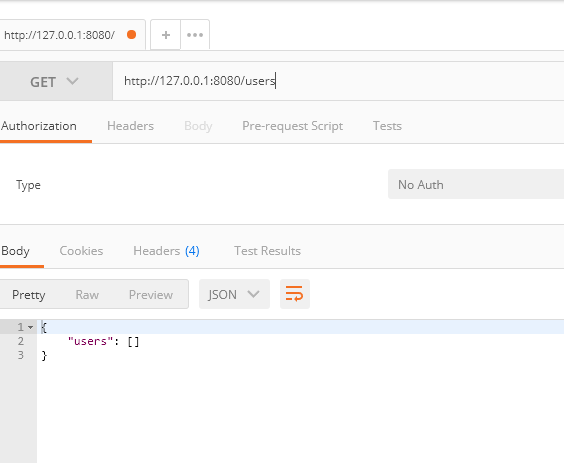 http://127.0.0.1:8080/ + •••
GET http://127.0.0.1:8080/users
Authorization Headers Body Pre-request Script Tests
Type No Auth
Body Cookies Headers (4) Test Results
Pretty Raw Preview JSON
1 {
2 "users": []
3 }